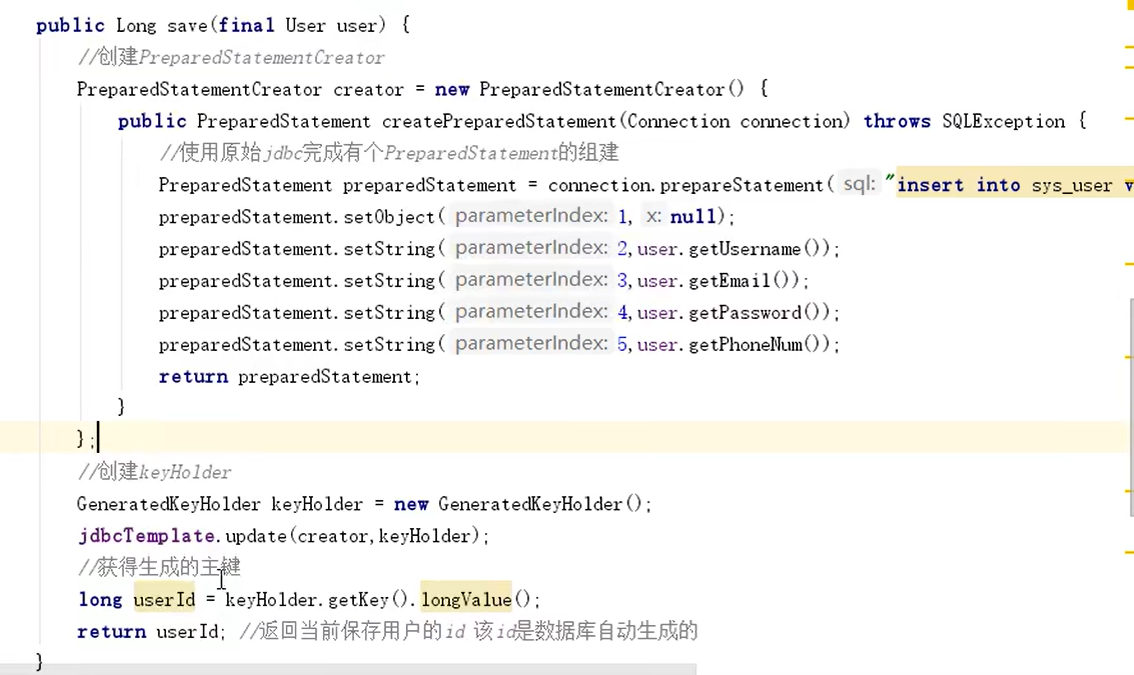 public Long save(final User user) {
//创建PreparedStatementCreator
PreparedStatementCreator creator = new PreparedStatementCreator() {
public PreparedStatement createPreparedStatement(Connection connection) throws SQLException {
//使用原始jdbc完成有个PreparedStatement的组建
PreparedStatement preparedStatement = connection.prepareStatement( sql: "insert into sys_user v
preparedStatement.setObject( parameterIndex: 1, x: null);
preparedStatement.setString( parameterIndex: 2,user.getUsername());
preparedStatement.setString( parameterIndex: 3,user.getEmail());
preparedStatement.setString( parameterIndex: 4,user.getPassword());
preparedStatement.setString( parameterIndex: 5,user.getPhoneNum());
return preparedStatement;
}
};
//创建keyHolder
GeneratedKeyHolder keyHolder = new GeneratedKeyHolder();
jdbcTemplate.update(creator,keyHolder);
//获得生成的主键
long userId = keyHolder.getKey().longValue();
return userId; //返回当前保存用户的id 该id是数据库自动生成的
}